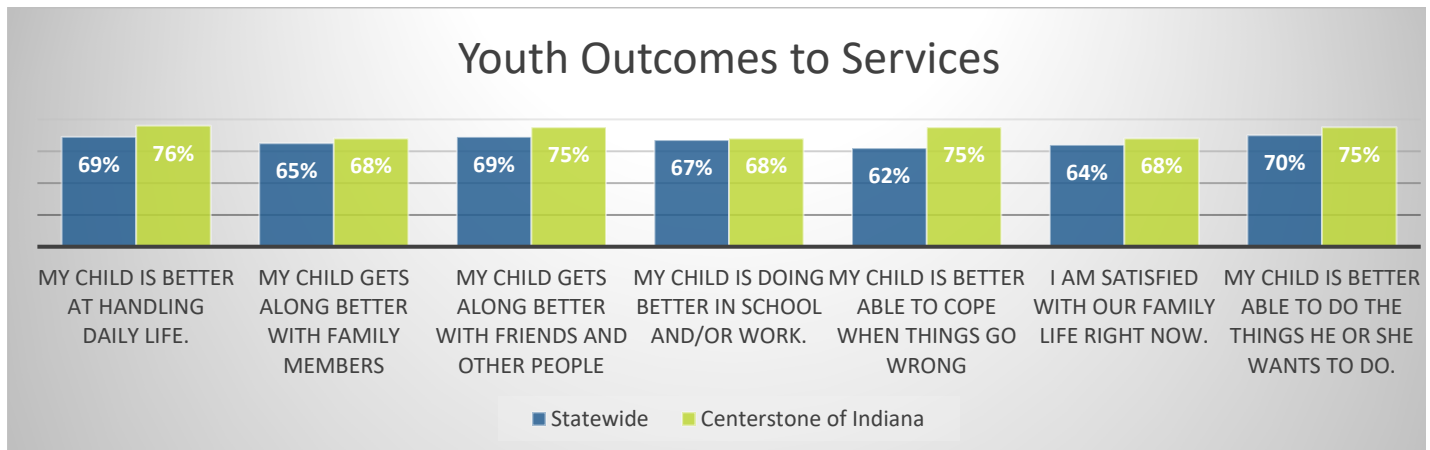 Youth Outcomes to Services
69%
76%
65%
68%
69%
75%
67%
68%
62%
75%
64%
68%
70%
75%
MY CHILD IS BETTER
AT HANDLING
DAILY LIFE.
MY CHILD GETS
ALONG BETTER
WITH FAMILY
MEMBERS
MY CHILD GETS
ALONG BETTER
WITH FRIENDS AND
OTHER PEOPLE
MY CHILD IS DOING
BETTER IN SCHOOL
AND/OR WORK.
MY CHILD IS BETTER
ABLE TO COPE
WHEN THINGS GO
WRONG
I AM SATISFIED
WITH OUR FAMILY
LIFE RIGHT NOW.
MY CHILD IS BETTER
ABLE TO DO THE
THINGS HE OR SHE
WANTS TO DO.
Statewide
Centerstone of Indiana